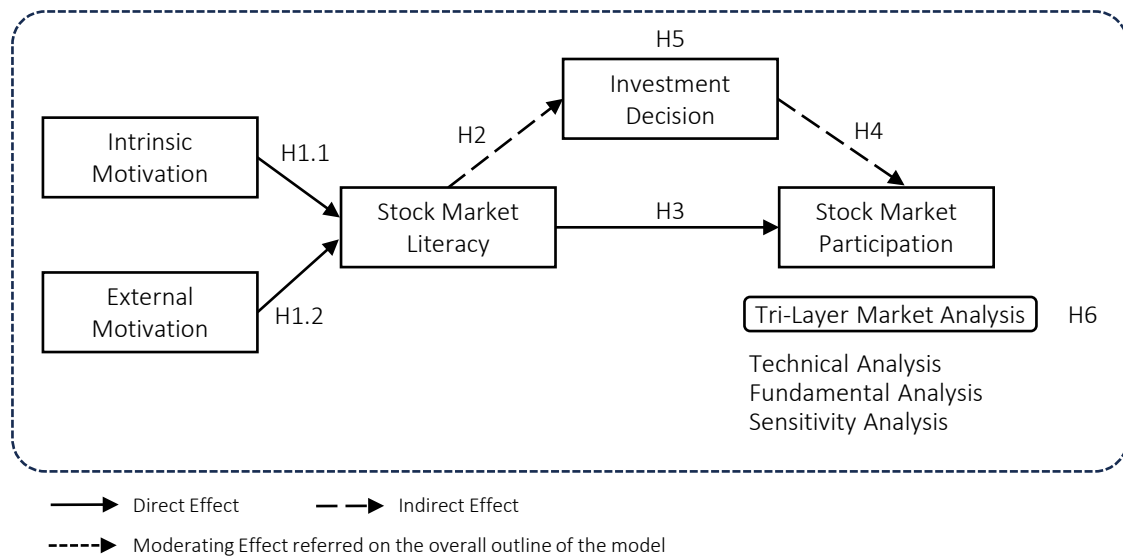 H5
Investment
Decision
Intrinsic
Motivation
H1.1
H2
H4
Stock Market
Literacy
H3
Stock Market
Participation
External
Motivation
H1.2
Tri-Layer Market Analysis
H6
Technical Analysis
Fundamental Analysis
Sensitivity Analysis
Direct Effect
Indirect Effect
Moderating Effect referred on the overall outline of the model